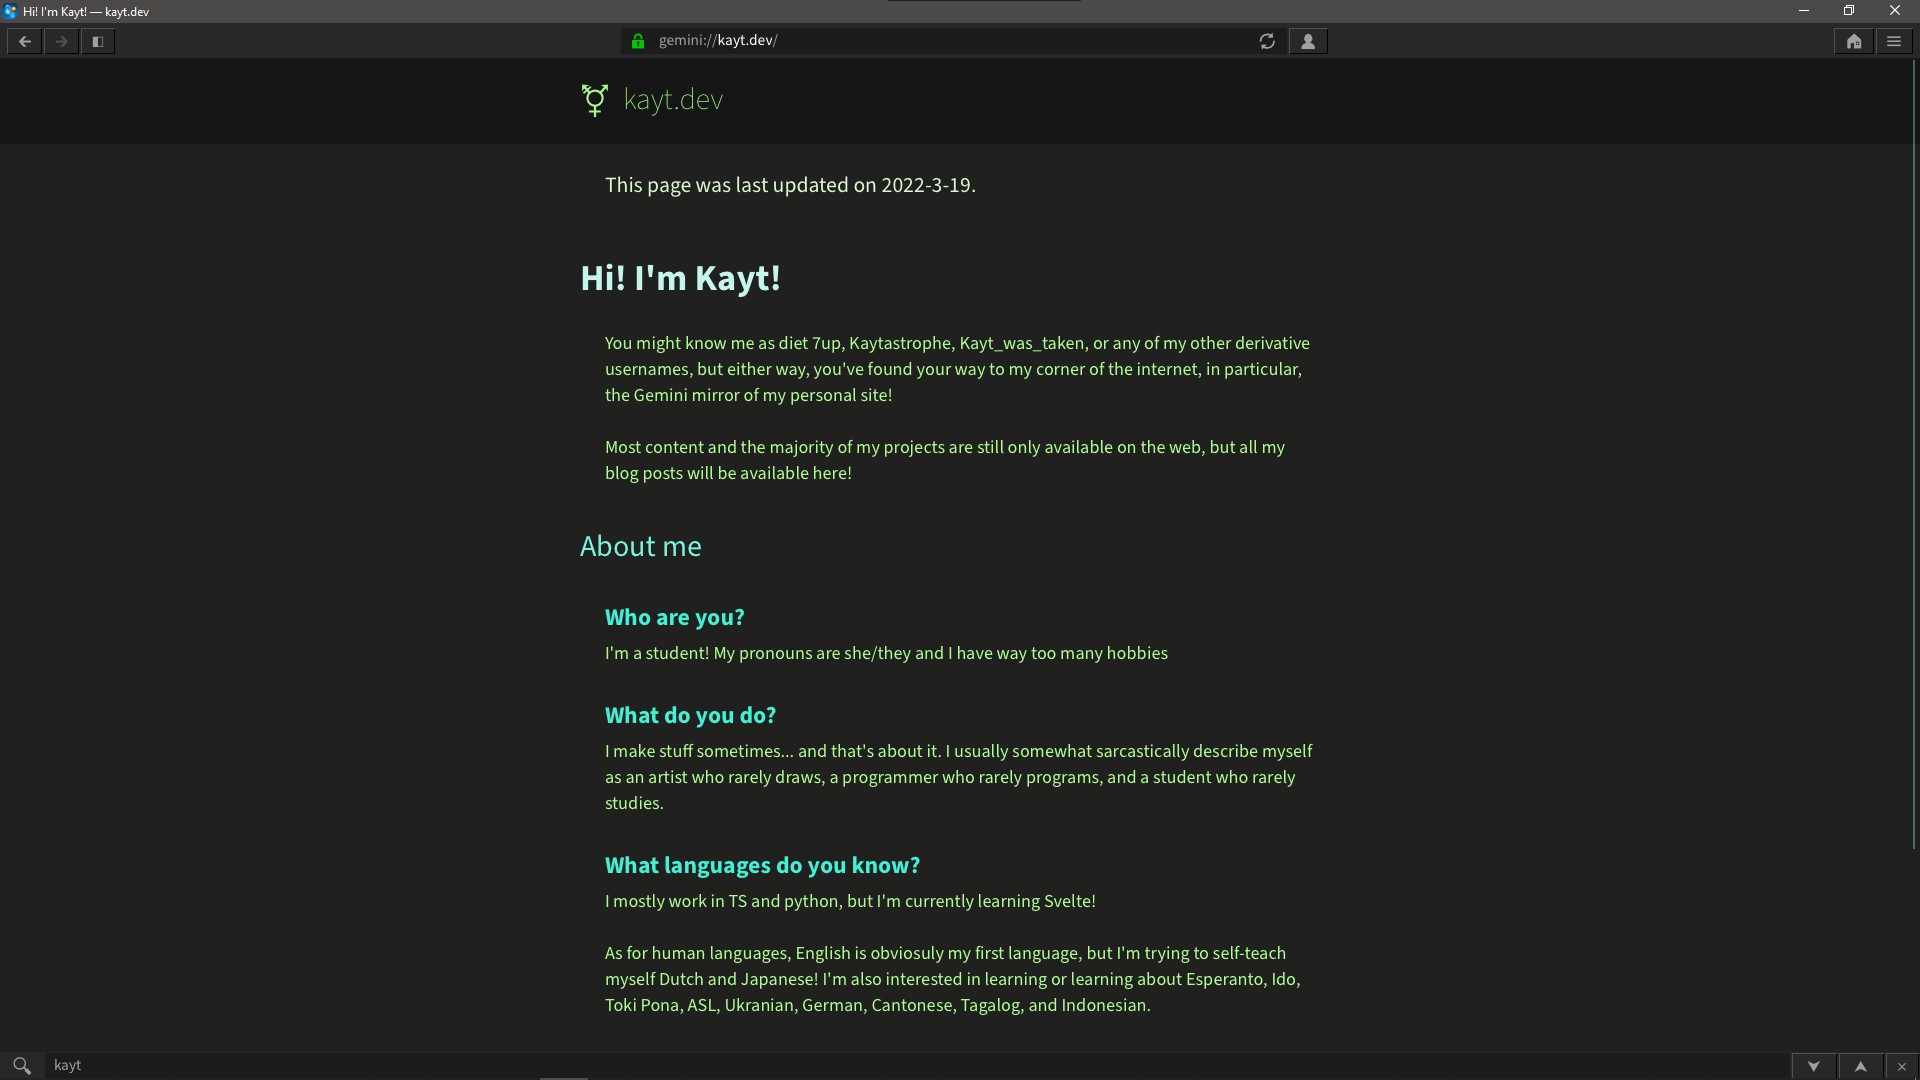 Hi! I'm Kayt! — kayt.dev
gemini://kayt.dev/
kayt.dev
This page was last updated on 2022-3-19.
Hi! I'm Kayt!
You might know me as diet 7up, Kaytastrophe, Kayt_was_taken, or any of my other derivative
usernames, but either way, you've found your way to my corner of the internet, in particular,
the Gemini mirror of my personal site!
Most content and the majority of my projects are still only available on the web, but all my
blog posts will be available here!
About me
Who are you?
I'm a student! My pronouns are she/they and I have way too many hobbies
What do you do?
I make stuff sometimes... and that's about it. I usually somewhat sarcastically describe myself
as an artist who rarely draws, a programmer who rarely programs, and a student who rarely
studies.
What languages do you know?
I mostly work in TS and python, but I'm currently learning Svelte!
As for human languages, English is obviosuly my first language, but I'm trying to self-teach
myself Dutch and Japanese! I'm also interested in learning or learning about Esperanto, Ido,
Toki Pona, ASL, Ukranian, German, Cantonese, Tagalog, and Indonesian.
kayt